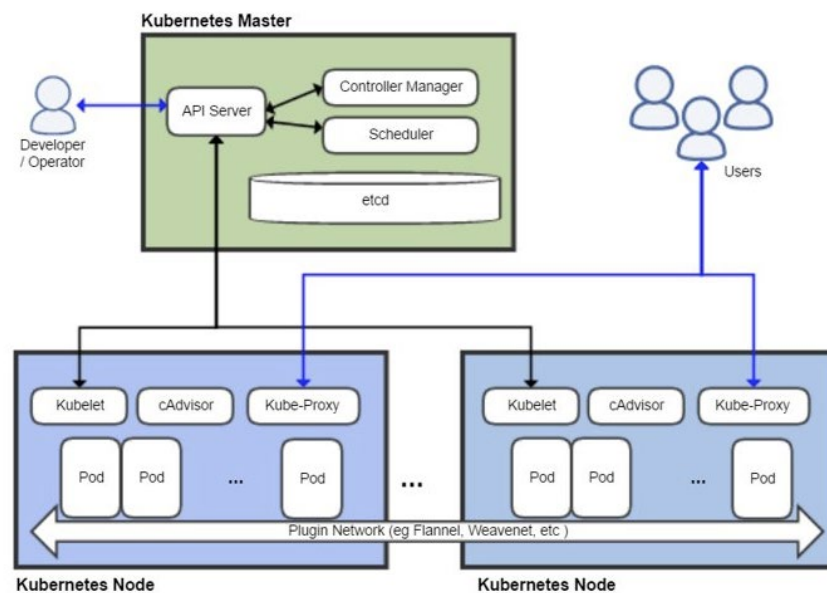 Kubernetes Master
API Server
Controller Manager
Scheduler
etcd
Developer
/ Operator
Users
Kubelet
cAdvisor
Kube-Proxy
Pod
Pod
...
Pod
...
Kubelet
cAdvisor
Kube-Proxy
Pod
Pod
...
Pod
Plugin Network (eg Flannel, Weavenet, etc )
Kubernetes Node
Kubernetes Node